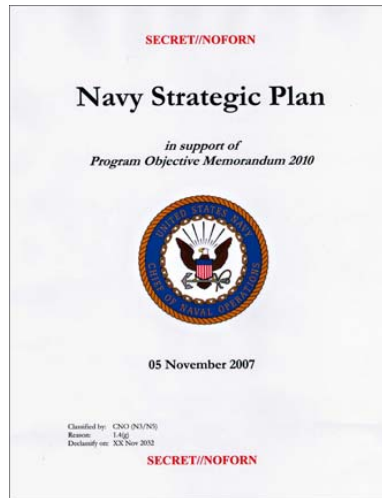 SECRET//NOFORN
Navy Strategic Plan
in support of
Program Objective Memorandum 2010
UNITED STATES NAVY
CHIEF OF NAVAL OPERATIONS
05 November 2007
Classified by: CNO (N3/N5)
Reason: 1.4(g)
Declassify on: XX Nov 2032
SECRET//NOFORN